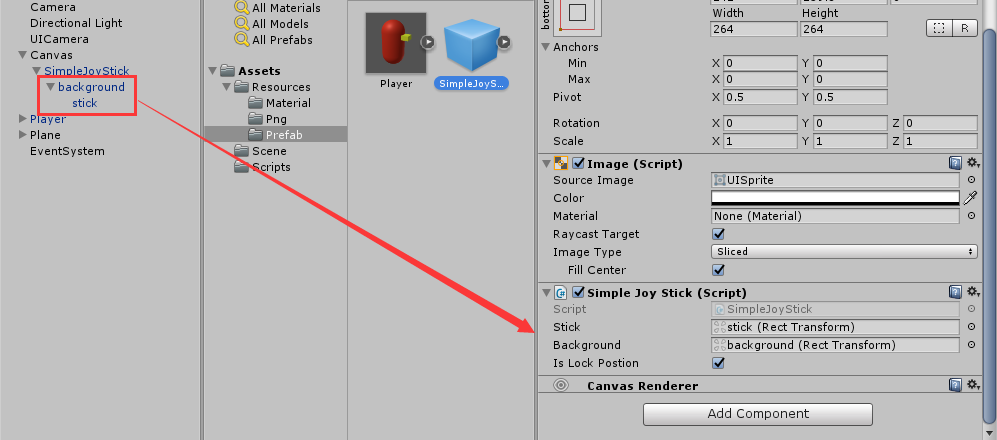 Camera
Directional Light
UICamera
Canvas
SimpleJoyStick
background
stick
Player
Plane
EventSystem
All Materials
All Models
All Prefabs
Assets
Resources
Material
Png
Prefab
Scene
Scripts
Player
SimpleJoyS...
bottom
Width Height
264 264
R
Anchors
Min X 0 Y 0
Max X 0 Y 0
Pivot X 0.5 Y 0.5
Rotation X 0 Y 0 Z 0
Scale X 1 Y 1 Z 1
Image (Script)
Source Image UISprite
Color
Material None (Material)
Raycast Target
Image Type Sliced
Fill Center
Simple Joy Stick (Script)
Script SimpleJoyStick
Stick stick (Rect Transform)
Background background (Rect Transform)
Is Lock Postion
Canvas Renderer
Add Component